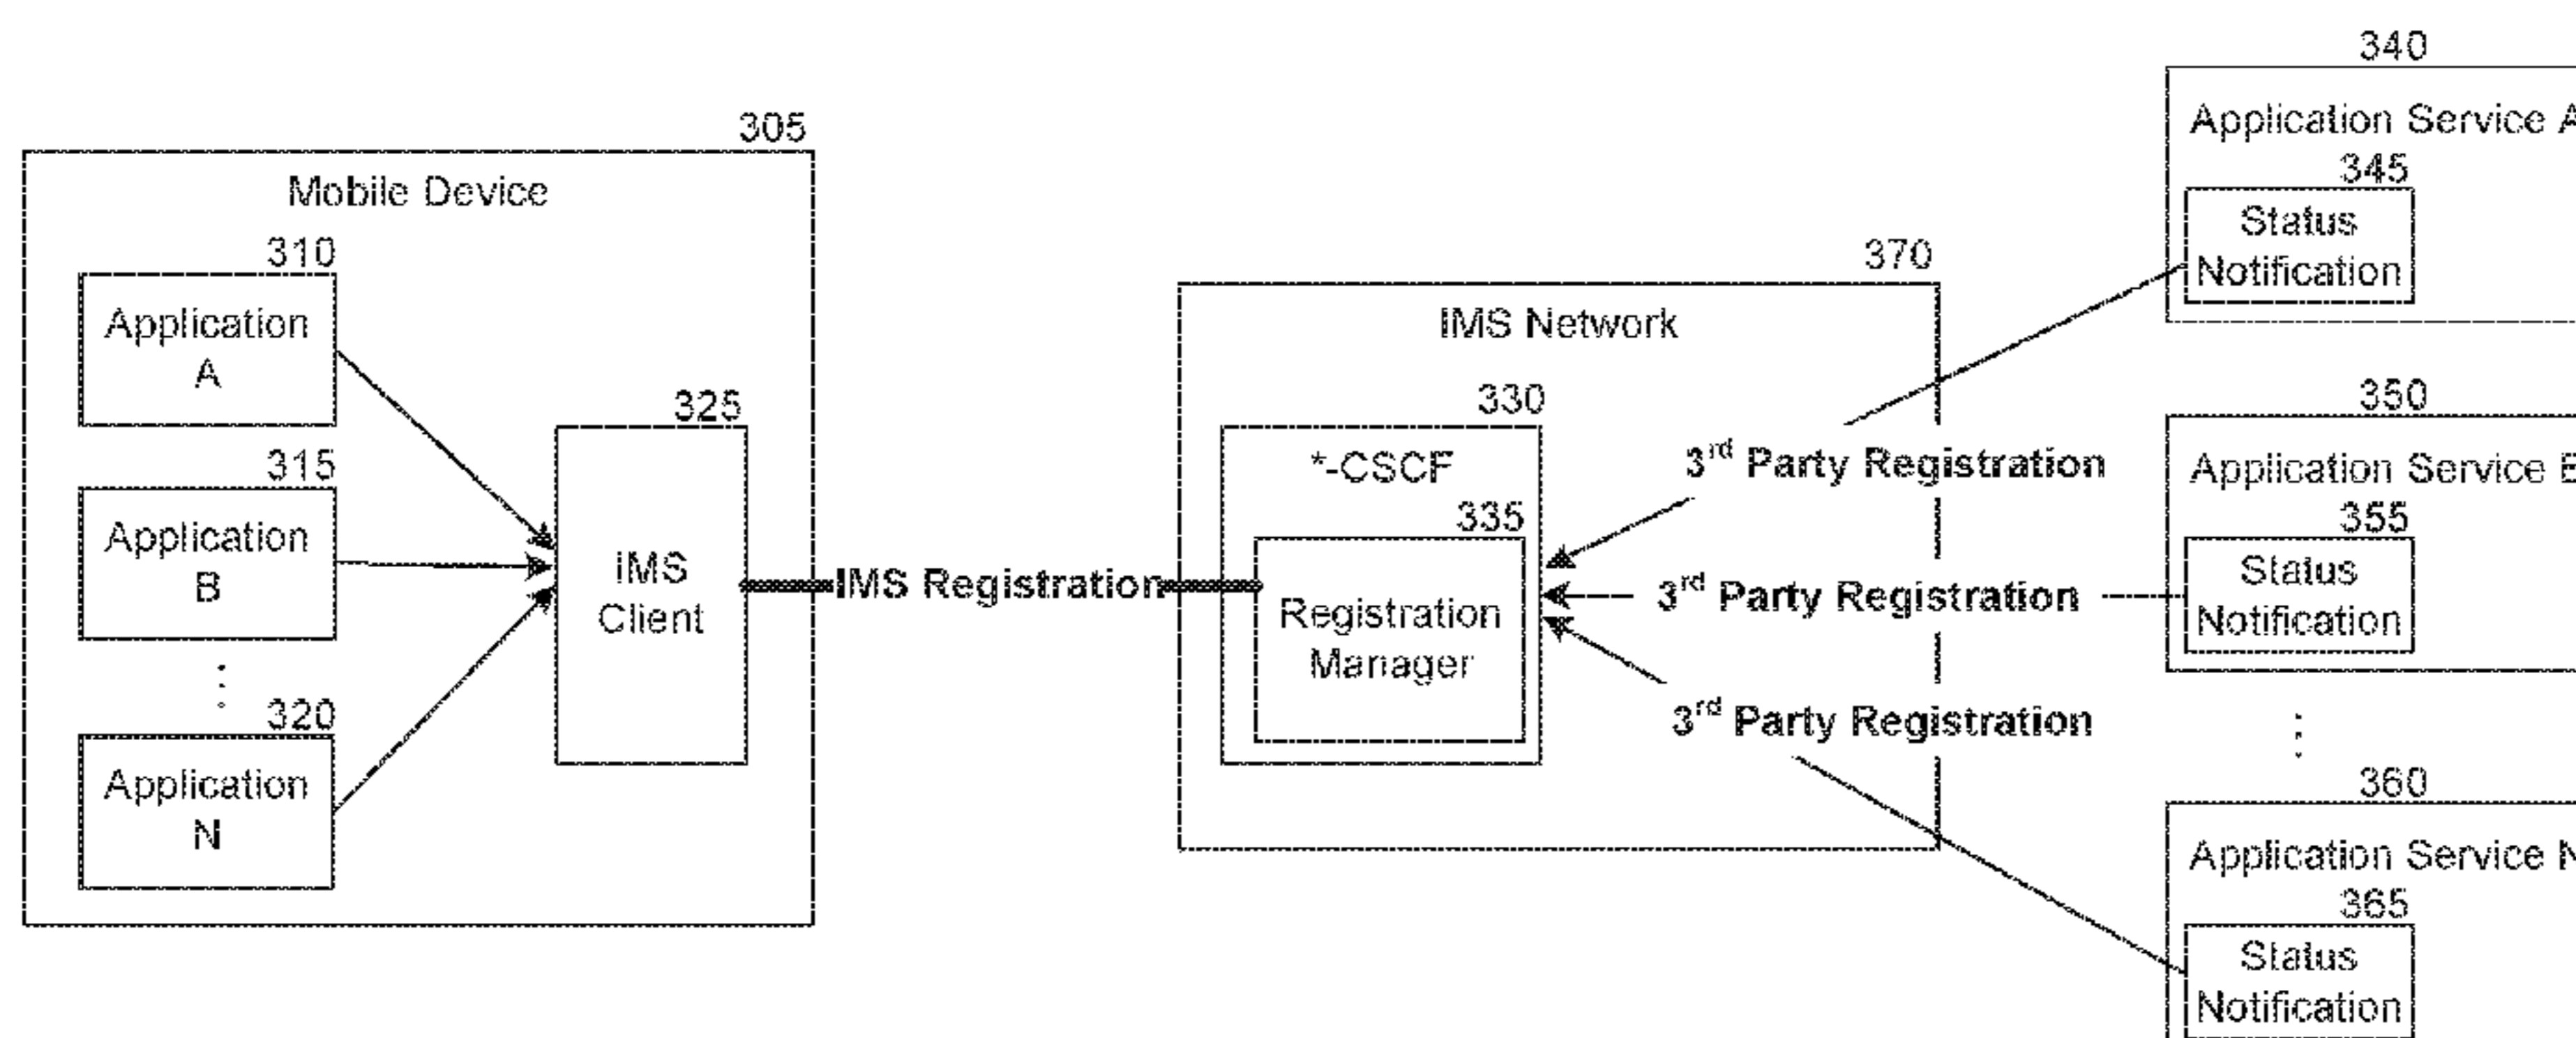 305
Mobile Device
310
Application
A
315
Application
B
320
Application
N
325
IMS
Client
IMS Registration
370
IMS Network
330
*-CSCF
335
Registration
Manager
3rd Party Registration
3rd Party Registration
3rd Party Registration
340
Application Service A
345
Status
Notification
350
Application Service
355
Status
Notification
360
Application Service
365
Status
Notification